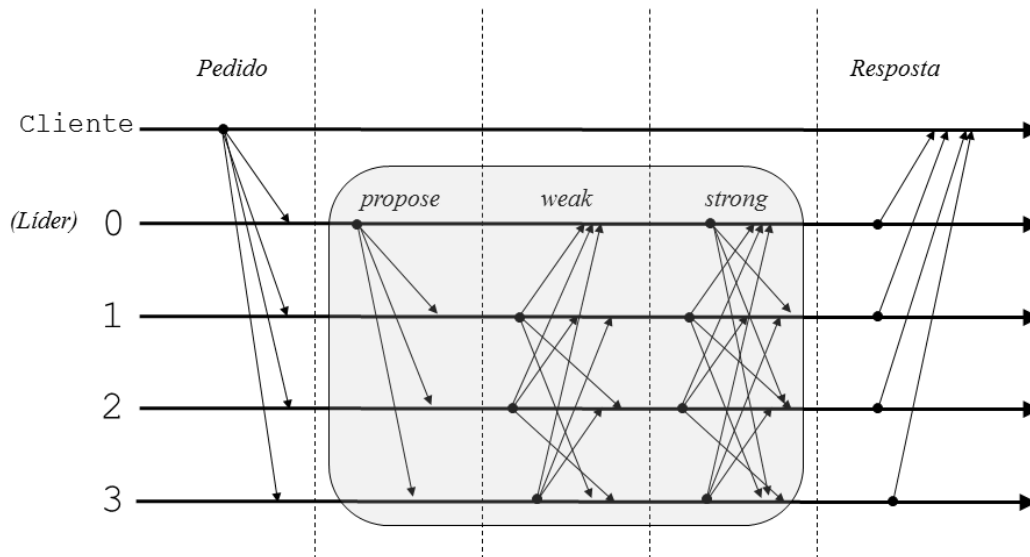 Pedido
Resposta
Cliente
propose
weak
strong
(Líder) 0
1
2
3